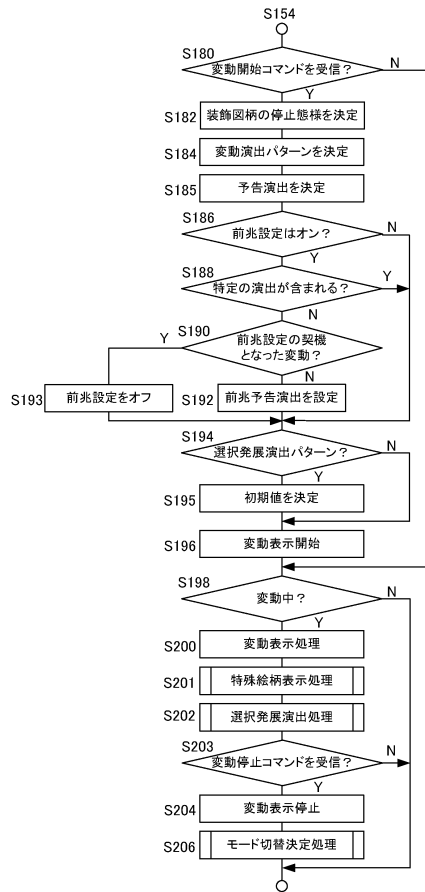 S154
S180
変動開始コマンドを受信？
N
Y
S182
装飾図柄の停止態様を決定
S184
変動演出パターンを決定
S185
予告演出を決定
S186
前兆設定はオン？
N
Y
S188
特定の演出が含まれる？
Y
N
S190
前兆設定の契機
となった変動？
Y
N
S193
前兆設定をオフ
S192
前兆予告演出を設定
S194
選択発展演出パターン？
N
Y
S195
初期値を決定
S196
変動表示開始
S198
変動中？
N
Y
S200
変動表示処理
S201
特殊絵柄表示処理
S202
選択発展演出処理
S203
変動停止コマンドを受信？
N
Y
S204
変動表示停止
S206
モード切替決定処理